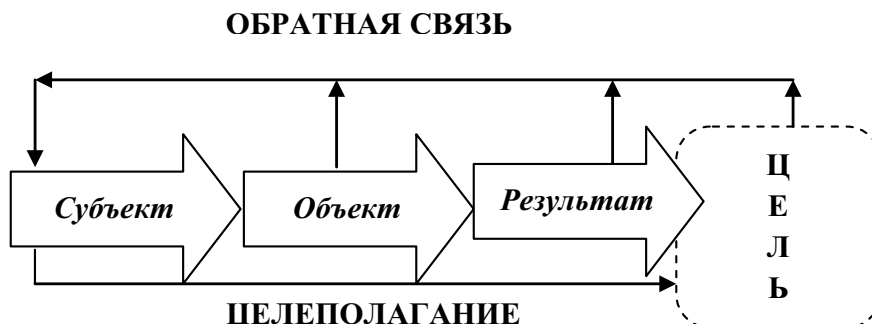 ОБРАТНАЯ СВЯЗЬ
Субъект
Объект
Результат
Ц
Е
Л
Ь
ЦЕЛЕПОЛАГАНИЕ